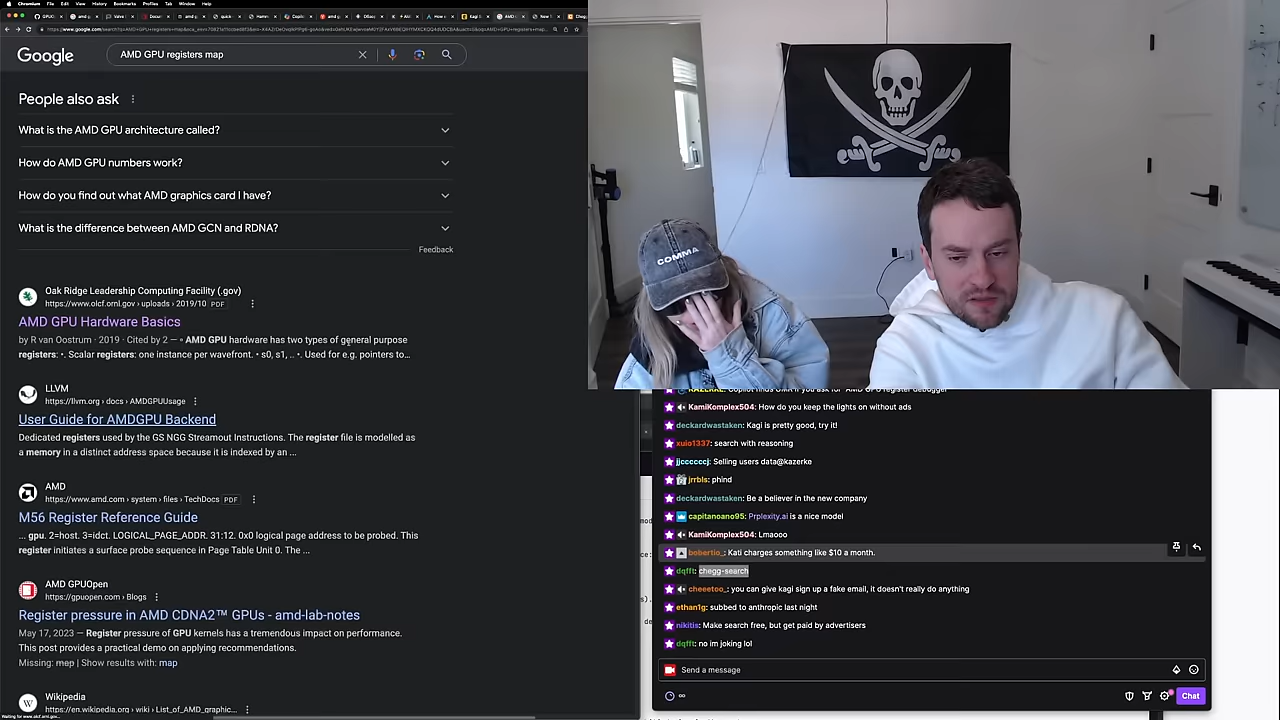 Chromium File Edit View History Bookmarks Profiles Tab Window Help
Google
AMD GPU registers map
People also ask
What is the AMD GPU architecture called?
How do AMD GPU numbers work?
How do you find out what AMD graphics card I have?
What is the difference between AMD GCN and RDNA?
Feedback
Oak Ridge Leadership Computing Facility (.gov)
https://www.olcf.ornl.gov › uploads › 2019/10 PDF
AMD GPU Hardware Basics
by R van Oostrum · 2019 · Cited by 2 — ◦ AMD GPU hardware has two types of general purpose
registers: •. Scalar registers: one instance per wavefront. • s0, s1, .. •. Used for e.g. pointers to...
LLVM
https://llvm.org › docs › AMDGPUUsage
User Guide for AMDGPU Backend
Dedicated registers used by the GS NGG Streamout Instructions. The register file is modelled as
a memory in a distinct address space because it is indexed by an ...
AMD
https://www.amd.com › system › files › TechDocs PDF
M56 Register Reference Guide
... gpu. 2=host. 3=idct. LOGICAL_PAGE_ADDR. 31:12. 0x0 logical page address to be probed. This
register initiates a surface probe sequence in Page Table Unit 0. The ...
AMD GPUOpen
https://gpuopen.com › Blogs
Register pressure in AMD CDNA2™ GPUs - amd-lab-notes
May 17, 2023 — Register pressure of GPU kernels has a tremendous impact on performance.
This post provides a practical demo on applying recommendations.
Missing: map | Show results with: map
Wikipedia
https://en.wikipedia.org › wiki › List_of_AMD_graphic...
COMMA
KamiKomplex504: How do you keep the lights on without ads
deckardwastaken: Kagi is pretty good, try it!
xuio1337: search with reasoning
jjccccccj: Selling users data@kazerke
jrrbls: phind
deckardwastaken: Be a believer in the new company
capitanoano95: Prplexity.ai is a nice model
KamiKomplex504: Lmaooo
bobertio_: Kati charges something like $10 a month.
dqfft: chegg-search
cheeetoo_: you can give kagi sign up a fake email, it doesn't really do anything
ethan1g: subbed to anthropic last night
nikitis: Make search free, but get paid by advertisers
dqfft: no im joking lol
Send a message
Chat